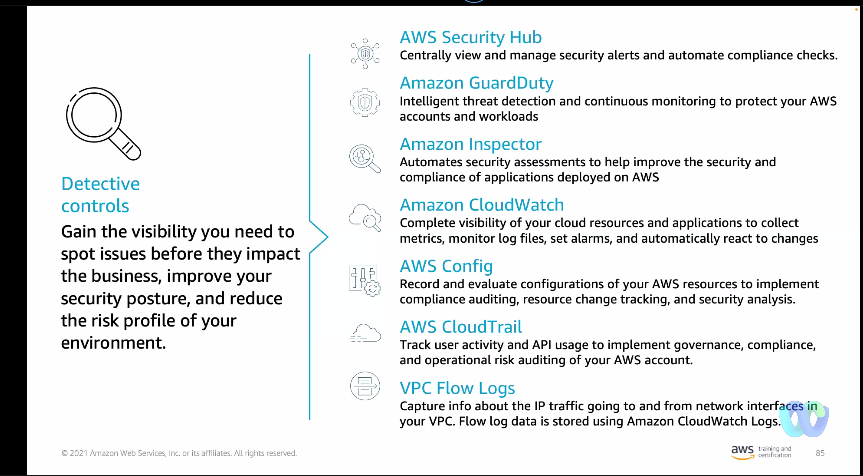 Detective
controls
Gain the visibility you need to
spot issues before they impact
the business, improve your
security posture, and reduce
the risk profile of your
environment.
AWS Security Hub
Centrally view and manage security alerts and automate compliance checks.
Amazon GuardDuty
Intelligent threat detection and continuous monitoring to protect your AWS
accounts and workloads
Amazon Inspector
Automates security assessments to help improve the security and
compliance of applications deployed on AWS
Amazon CloudWatch
Complete visibility of your cloud resources and applications to collect
metrics, monitor log files, set alarms, and automatically react to changes
AWS Config
Record and evaluate configurations of your AWS resources to implement
compliance auditing, resource change tracking, and security analysis.
AWS CloudTrail
Track user activity and API usage to implement governance, compliance,
and operational risk auditing of your AWS account.
VPC Flow Logs
Capture info about the IP traffic going to and from network interfaces in
your VPC. Flow log data is stored using Amazon CloudWatch Logs.
© 2021 Amazon Web Services, Inc. or its affiliates. All rights reserved.
aws training and
certification
85